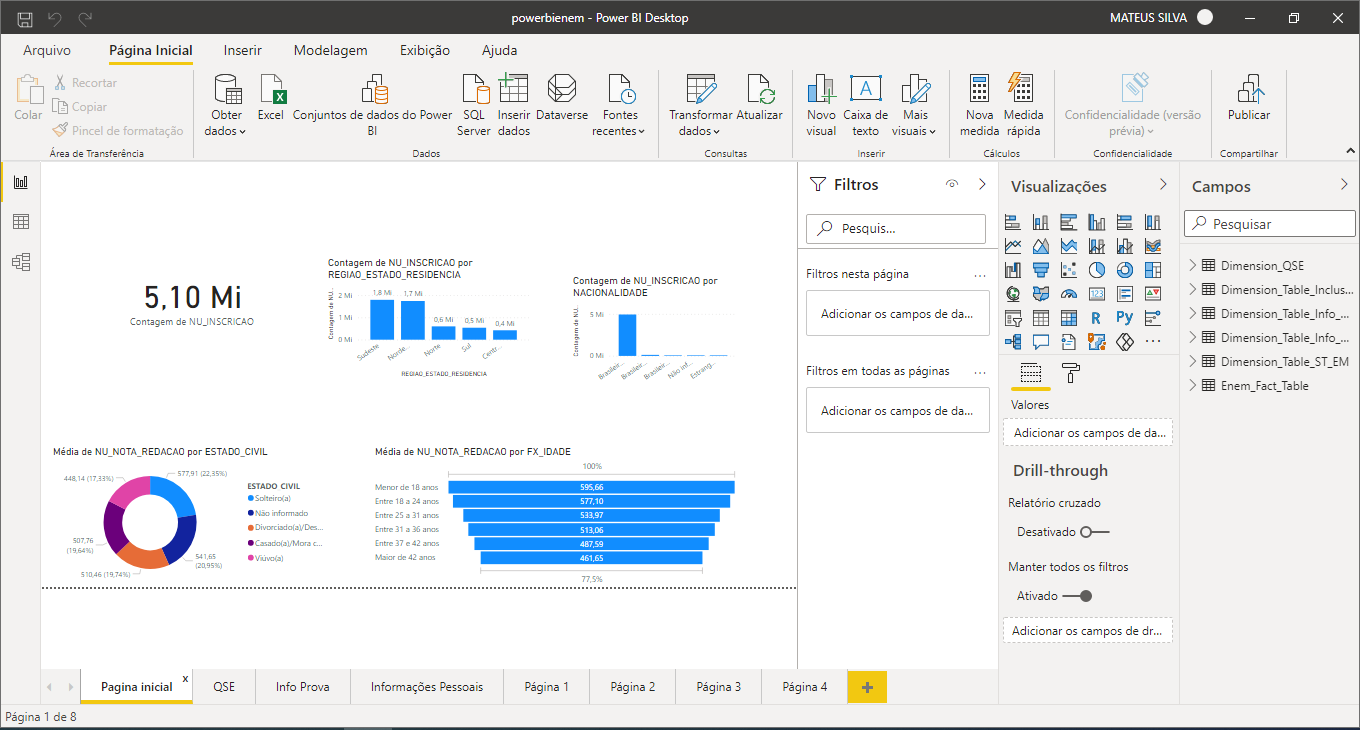 powerbienem - Power BI Desktop
MATEUS SILVA
Arquivo
Página Inicial
Inserir
Modelagem
Exibição
Ajuda
Colar
Recortar
Copiar
Pincel de formatação
Área de Transferência
Obter
dados
Excel
Conjuntos de dados do Power
BI
SQL
Server
Inserir
dados
Dataverse
Fontes
recentes
Dados
Transformar
dados
Atualizar
Consultas
Novo
visual
Caixa de
texto
Mais
visuais
Inserir
Nova
medida
Medida
rápida
Cálculos
Confidencialidade (versão
prévia)
Confidencialidade
Publicar
Compartilhar
5,10 Mi
Contagem de NU_INSCRICAO
Contagem de NU_INSCRICAO por
REGIAO_ESTADO_RESIDENCIA
Contagem de NU...
2 Mi
1 Mi
0 Mi
1,8 Mi
1,7 Mi
0,6 Mi
0,5 Mi
0,4 Mi
Sudeste
Norde...
Norte
Sul
Centr...
REGIAO_ESTADO_RESIDENCIA
Contagem de NU_INSCRICAO por
NACIONALIDADE
Contagem de NU...
5 Mi
0 Mi
Brasileir...
Brasileir...
Brasileir...
Não inf...
Estrang...
Média de NU_NOTA_REDACAO por ESTADO_CIVIL
577,91 (22,35%)
448,14 (17,33%)
507,76
(19,64%)
510,46 (19,74%)
541,65
(20,95%)
ESTADO CIVIL
Solteiro(a)
Não informado
Divorciado(a)/Des...
Casado(a)/Mora c...
Viúvo(a)
Média de NU_NOTA_REDACAO por FX_IDADE
100%
Menor de 18 anos
595,66
Entre 18 a 24 anos
577,10
Entre 25 a 31 anos
533,97
Entre 31 a 36 anos
513,06
Entre 37 e 42 anos
487,59
Maior de 42 anos
461,65
77,5%
Filtros
Pesquis...
Filtros nesta página
...
Adicionar os campos de da...
Filtros em todas as páginas
...
Adicionar os campos de da...
Visualizações
123
R
Py
...
Valores
Adicionar os campos de da...
Drill-through
Relatório cruzado
Desativado
Manter todos os filtros
Ativado
Adicionar os campos de dr...
Campos
Pesquisar
Dimension_QSE
Dimension_Table_Inclus...
Dimension_Table_Info_...
Dimension_Table_Info_...
Dimension_Table_ST_EM
Enem_Fact_Table
Pagina inicial
x
QSE
Info Prova
Informações Pessoais
Página 1
Página 2
Página 3
Página 4
+
Página 1 de 8